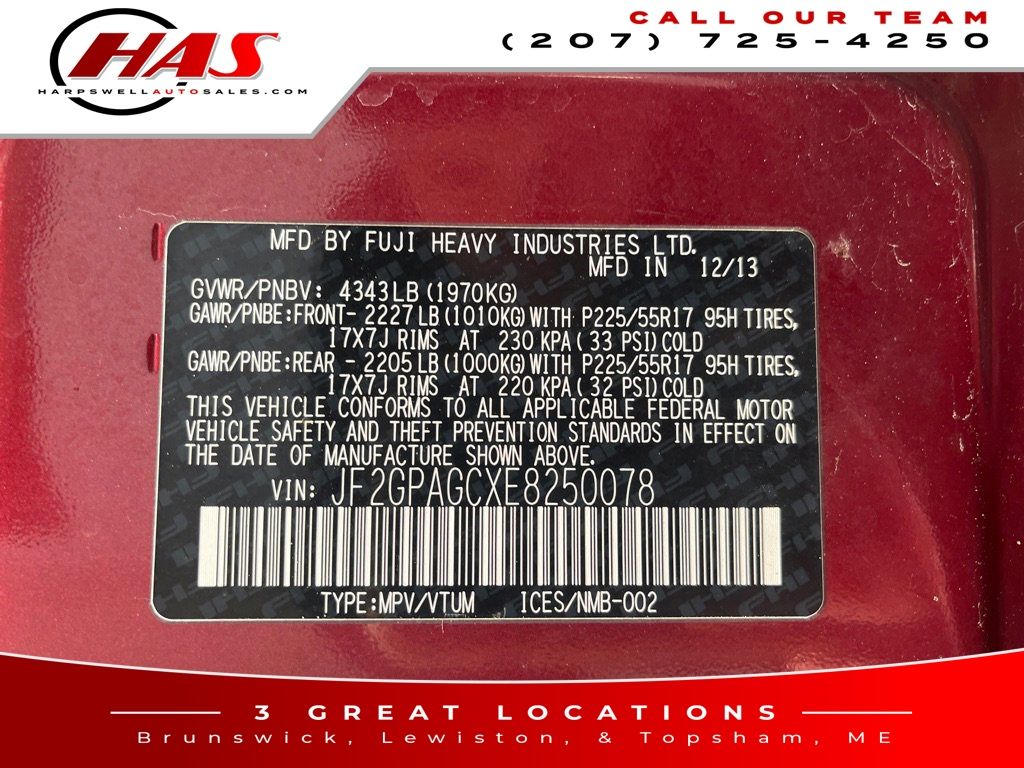 HAS
HARPSWELLAUTOSALES.COM
CALL OUR TEAM
(207) 725-4250
MFD BY FUJI HEAVY INDUSTRIES LTD.
MFD IN 12/13
GVWR/PNBV: 4343LB (1970KG)
GAWR/PNBE:FRONT- 2227 LB (1010KG) WITH P225/55R17 95H TIRES,
17X7J RIMS AT 230 KPA ( 33 PSI) COLD
GAWR/PNBE:REAR - 2205 LB (1000KG) WITH P225/55R17 95H TIRES,
17X7J RIMS AT 220 KPA ( 32 PSI) COLD
THIS VEHICLE CONFORMS TO ALL APPLICABLE FEDERAL MOTOR
VEHICLE SAFETY AND THEFT PREVENTION STANDARDS IN EFFECT ON
THE DATE OF MANUFACTURE SHOWN ABOVE.
VIN: JF2GPAGCXE8250078
TYPE:MPV/VTUM ICES/NMB-002
3 GREAT LOCATIONS
Brunswick, Lewiston, & Topsham, ME